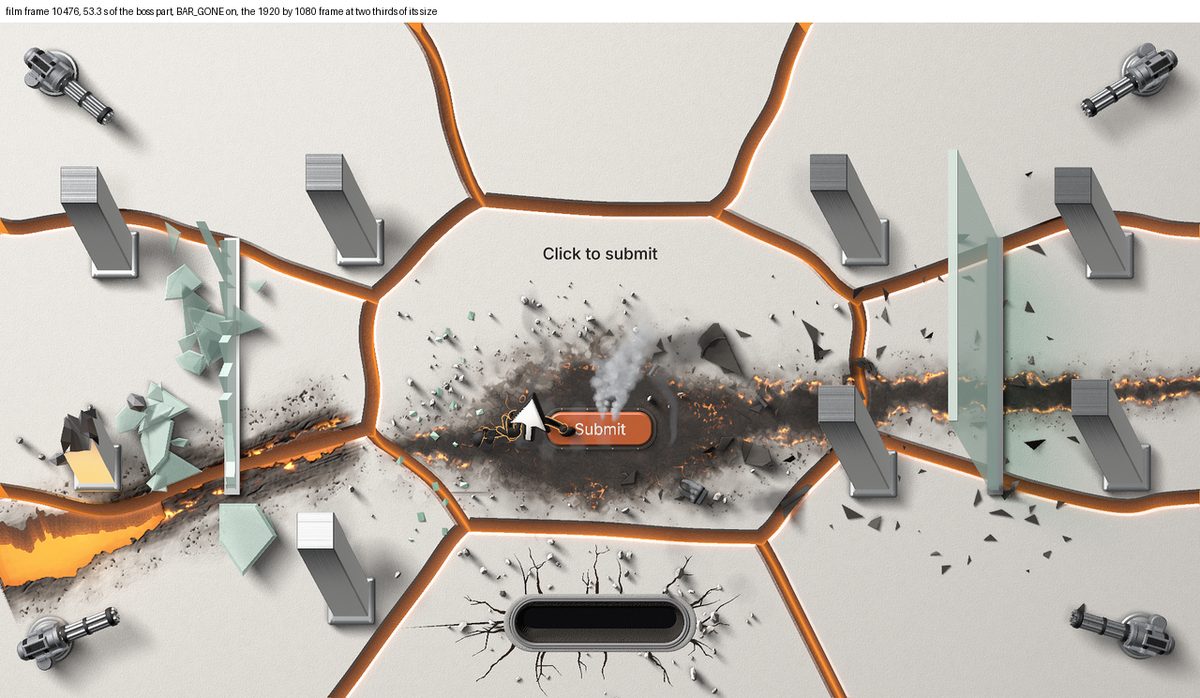 film frame 10476, 53.3 s of the boss part, BAR_GONE on, the 1920 by 1080 frame at two thirds of its size
Click to submit
Submit